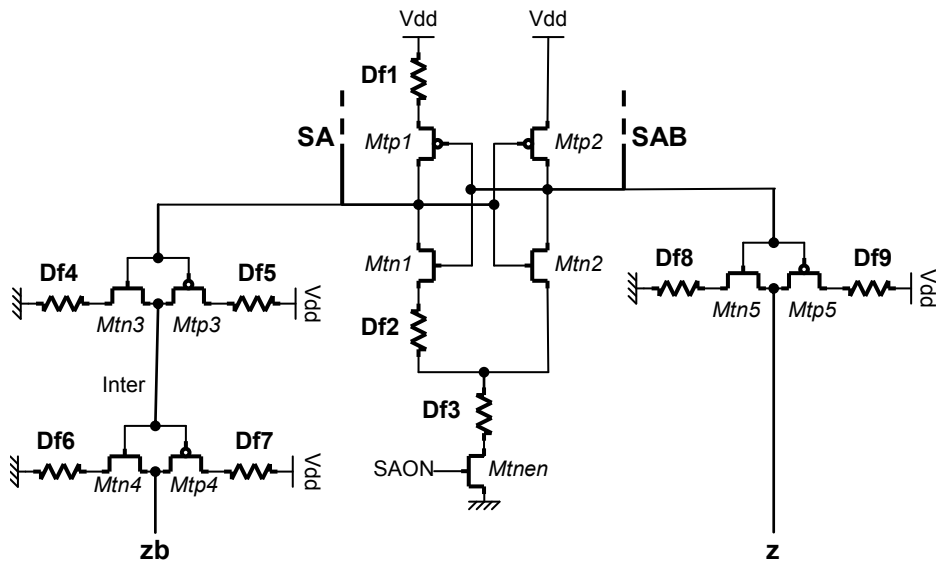 Vdd
Vdd
Df1
SA
Mtp1
Mtp2
SAB
Df4
Df5
Mtn1
Mtn2
Df8
Df9
Mtn3
Mtp3
Vdd
Df2
Mtn5
Mtp5
Vdd
Inter
Df3
Df6
Df7
SAON
Mtnen
Mtn4
Mtp4
Vdd
zb
z